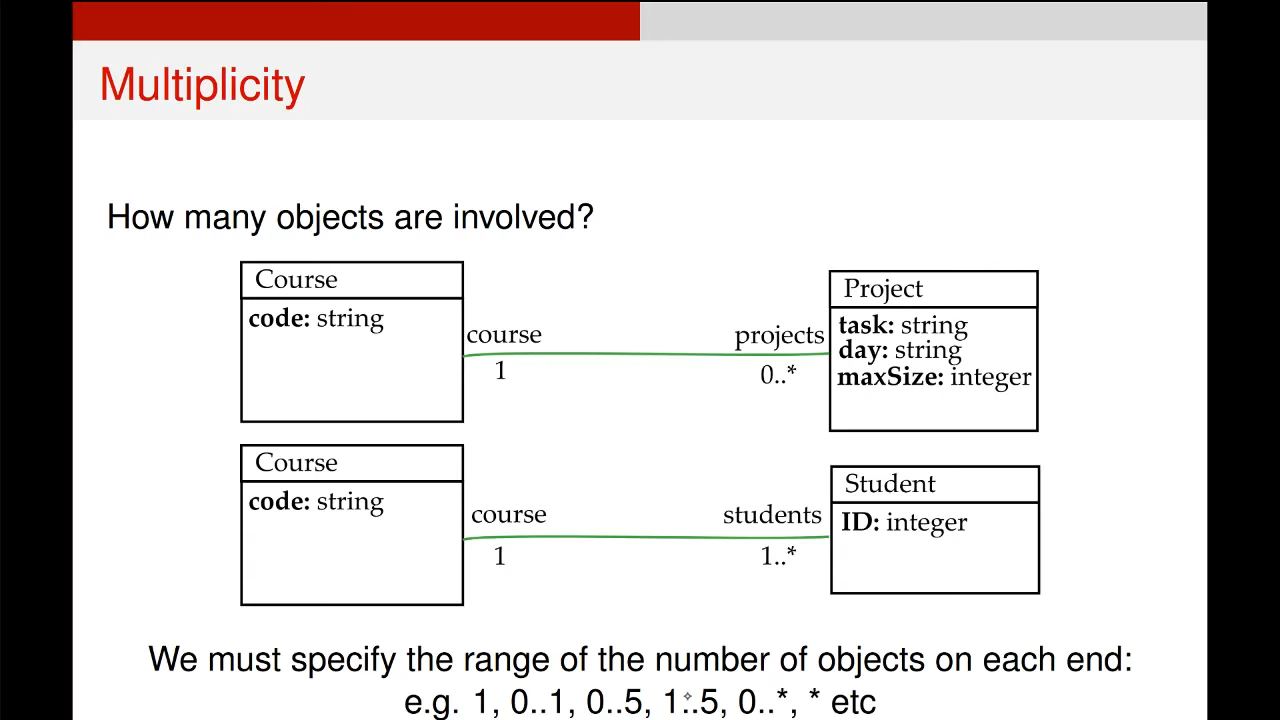 Multiplicity
How many objects are involved?
Course
code: string
course
1
projects
0..*
Project
task: string
day: string
maxSize: integer
Course
code: string
course
1
students
1..*
Student
ID: integer
We must specify the range of the number of objects on each end:
e.g. 1, 0..1, 0..5, 1..5, 0..*, * etc